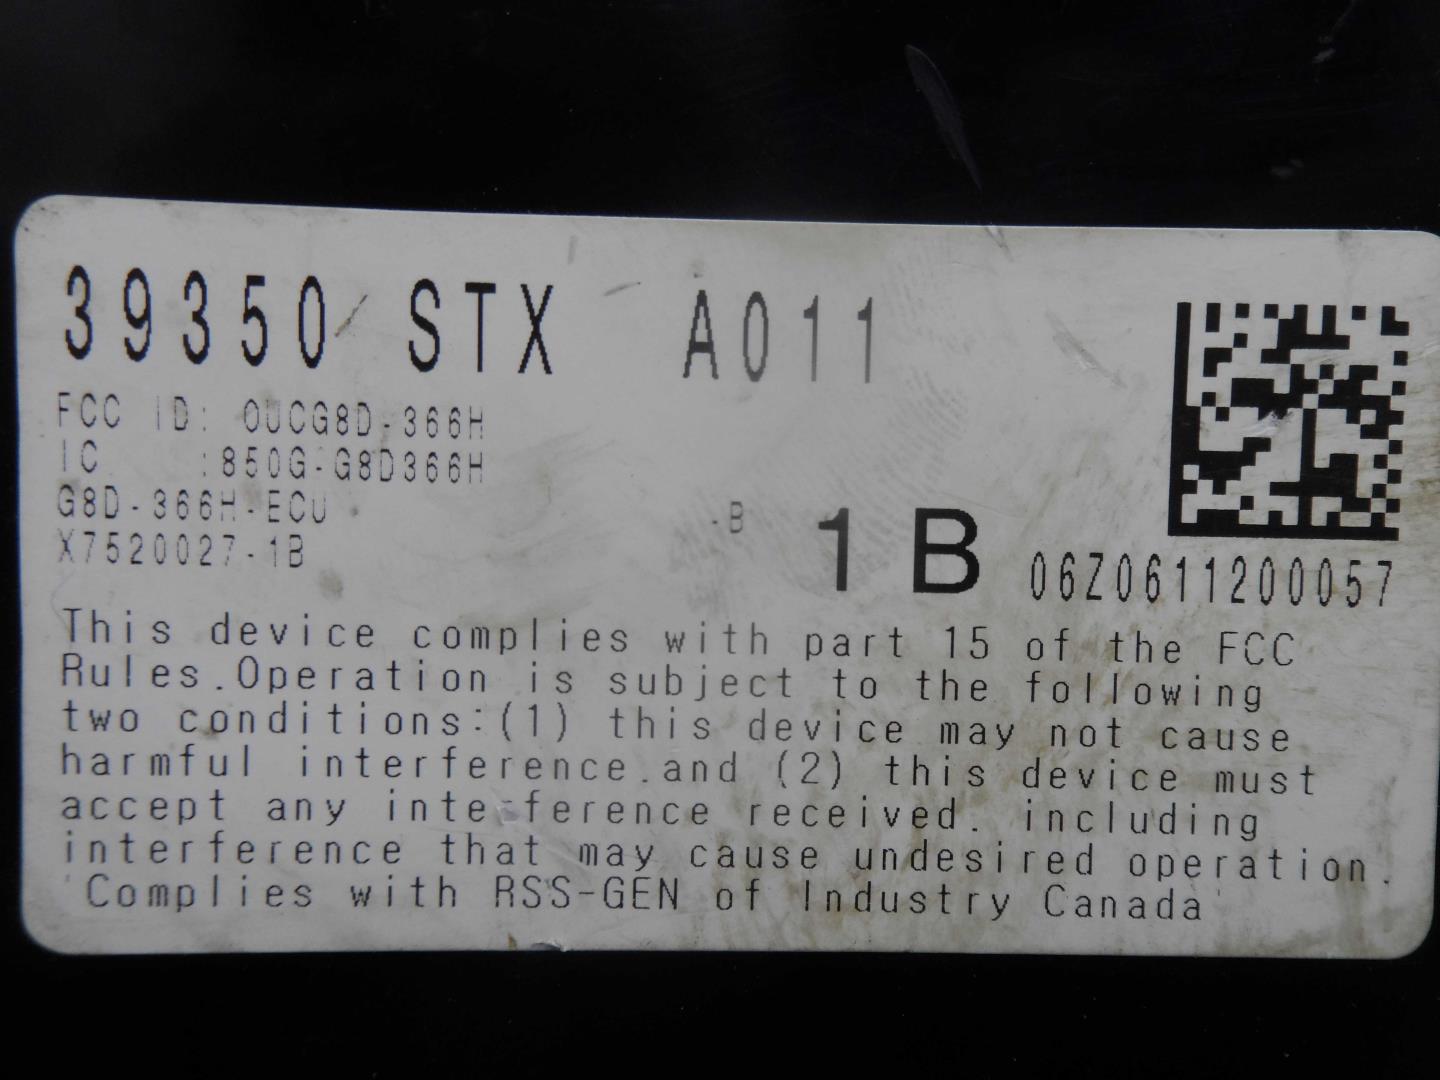 39350 STX A011
FCC ID: OUCG8D-366H
IC :850G-G8D366H
G8D-366H-ECU
X7520027-1B
-B 1B 06Z0611200057
This device complies with part 15 of the FCC
Rules.Operation is subject to the following
two conditions:(1) this device may not cause
harmful interference.and (2) this device must
accept any interference received. including
interference that may cause undesired operation.
Complies with RSS-GEN of Industry Canada